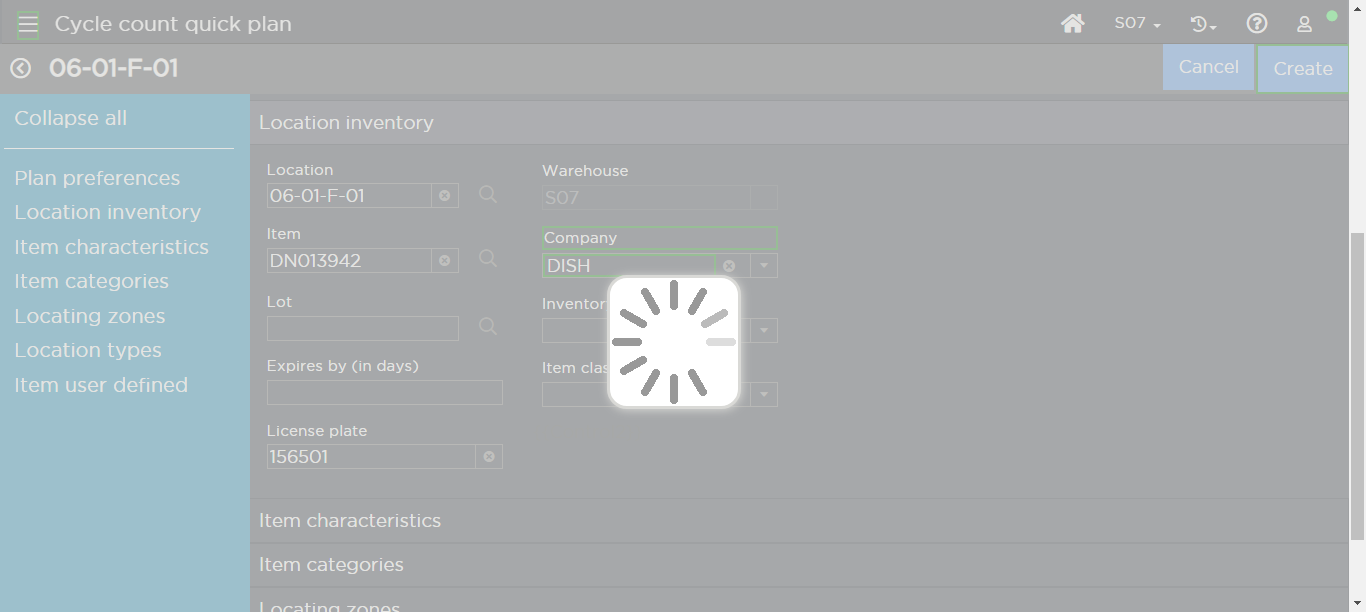 Cycle count quick plan
S07
06-01-F-01
Cancel
Create
Collapse all
Plan preferences
Location inventory
Item characteristics
Item categories
Locating zones
Location types
Item user defined
Location inventory
Location
06-01-F-01
Warehouse
S07
Item
DN013942
Company
DISH
Lot
Inventor
Expires by (in days)
Item clas
License plate
156501
Item characteristics
Item categories
Locating zones